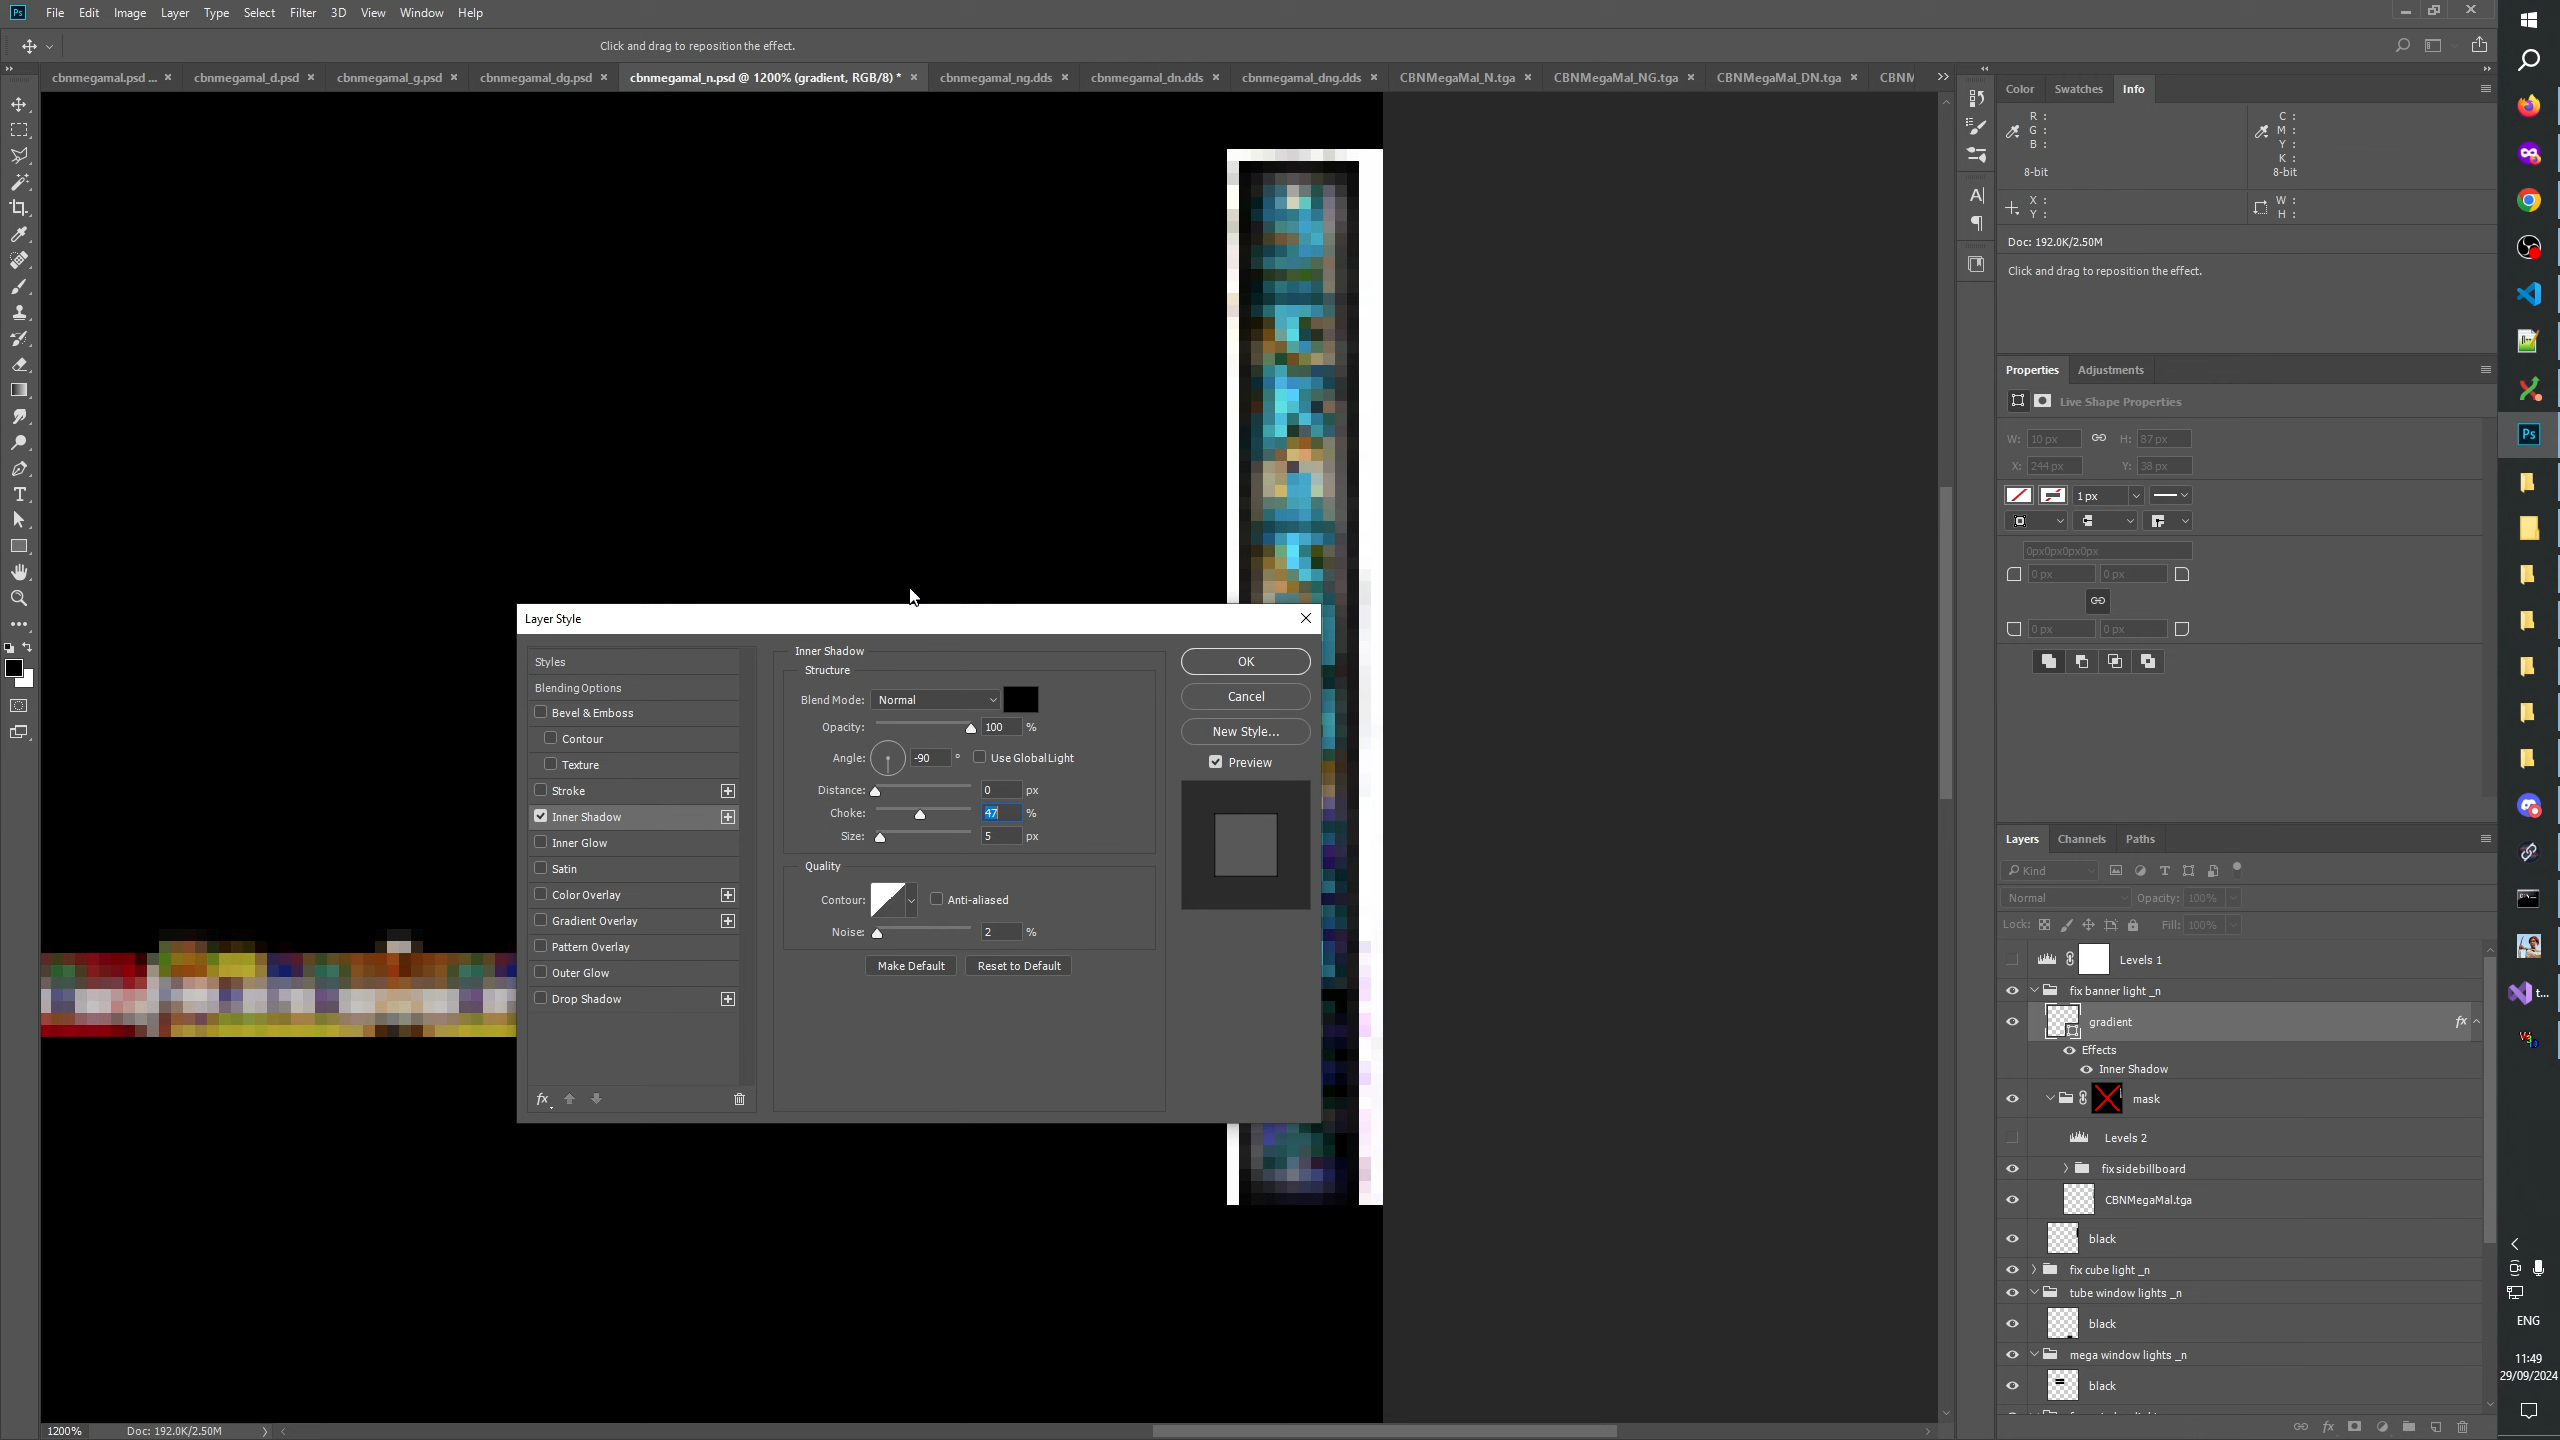 Ps File Edit Image Layer Type Select Filter 3D View Window Help
Click and drag to reposition the effect.
cbnmegamal.psd ... × cbnmegamal_d.psd × cbnmegamal_g.psd × cbnmegamal_dg.psd × cbnmegamal_n.psd @ 1200% (gradient, RGB/8) * × cbnmegamal_ng.dds × cbnmegamal_dn.dds × cbnmegamal_dng.dds × CBNMegaMal_N.tga × CBNMegaMal_NG.tga × CBNMegaMal_DN.tga × CBNM
Color Swatches Info
R :
G :
B :
8-bit
C :
M :
Y :
K :
8-bit
X :
Y :
W :
H :
Doc: 192.0K/2.50M
Click and drag to reposition the effect.
Properties Adjustments
Live Shape Properties
W: 10 px H: 87 px
X: 244 px Y: 38 px
1 px
0px0px0px0px
0 px 0 px
0 px 0 px
Layer Style
Styles
Blending Options
Bevel & Emboss
Contour
Texture
Stroke
Inner Shadow
Inner Glow
Satin
Color Overlay
Gradient Overlay
Pattern Overlay
Outer Glow
Drop Shadow
fx
Inner Shadow
Structure
Blend Mode: Normal
Opacity: 100 %
Angle: -90 ° Use Global Light
Distance: 0 px
Choke: 47 %
Size: 5 px
Quality
Contour: Anti-aliased
Noise: 2 %
Make Default Reset to Default
OK
Cancel
New Style...
Preview
Layers Channels Paths
Kind
Normal Opacity: 100%
Lock: Fill: 100%
Levels 1
fix banner light _n
gradient fx
Effects
Inner Shadow
mask
Levels 2
fix side billboard
CBNMegaMal.tga
black
fix cube light _n
tube window lights _n
black
mega window lights _n
black
1200% Doc: 192.0K/2.50M
Ps
t...
ENG
11:49
29/09/2024